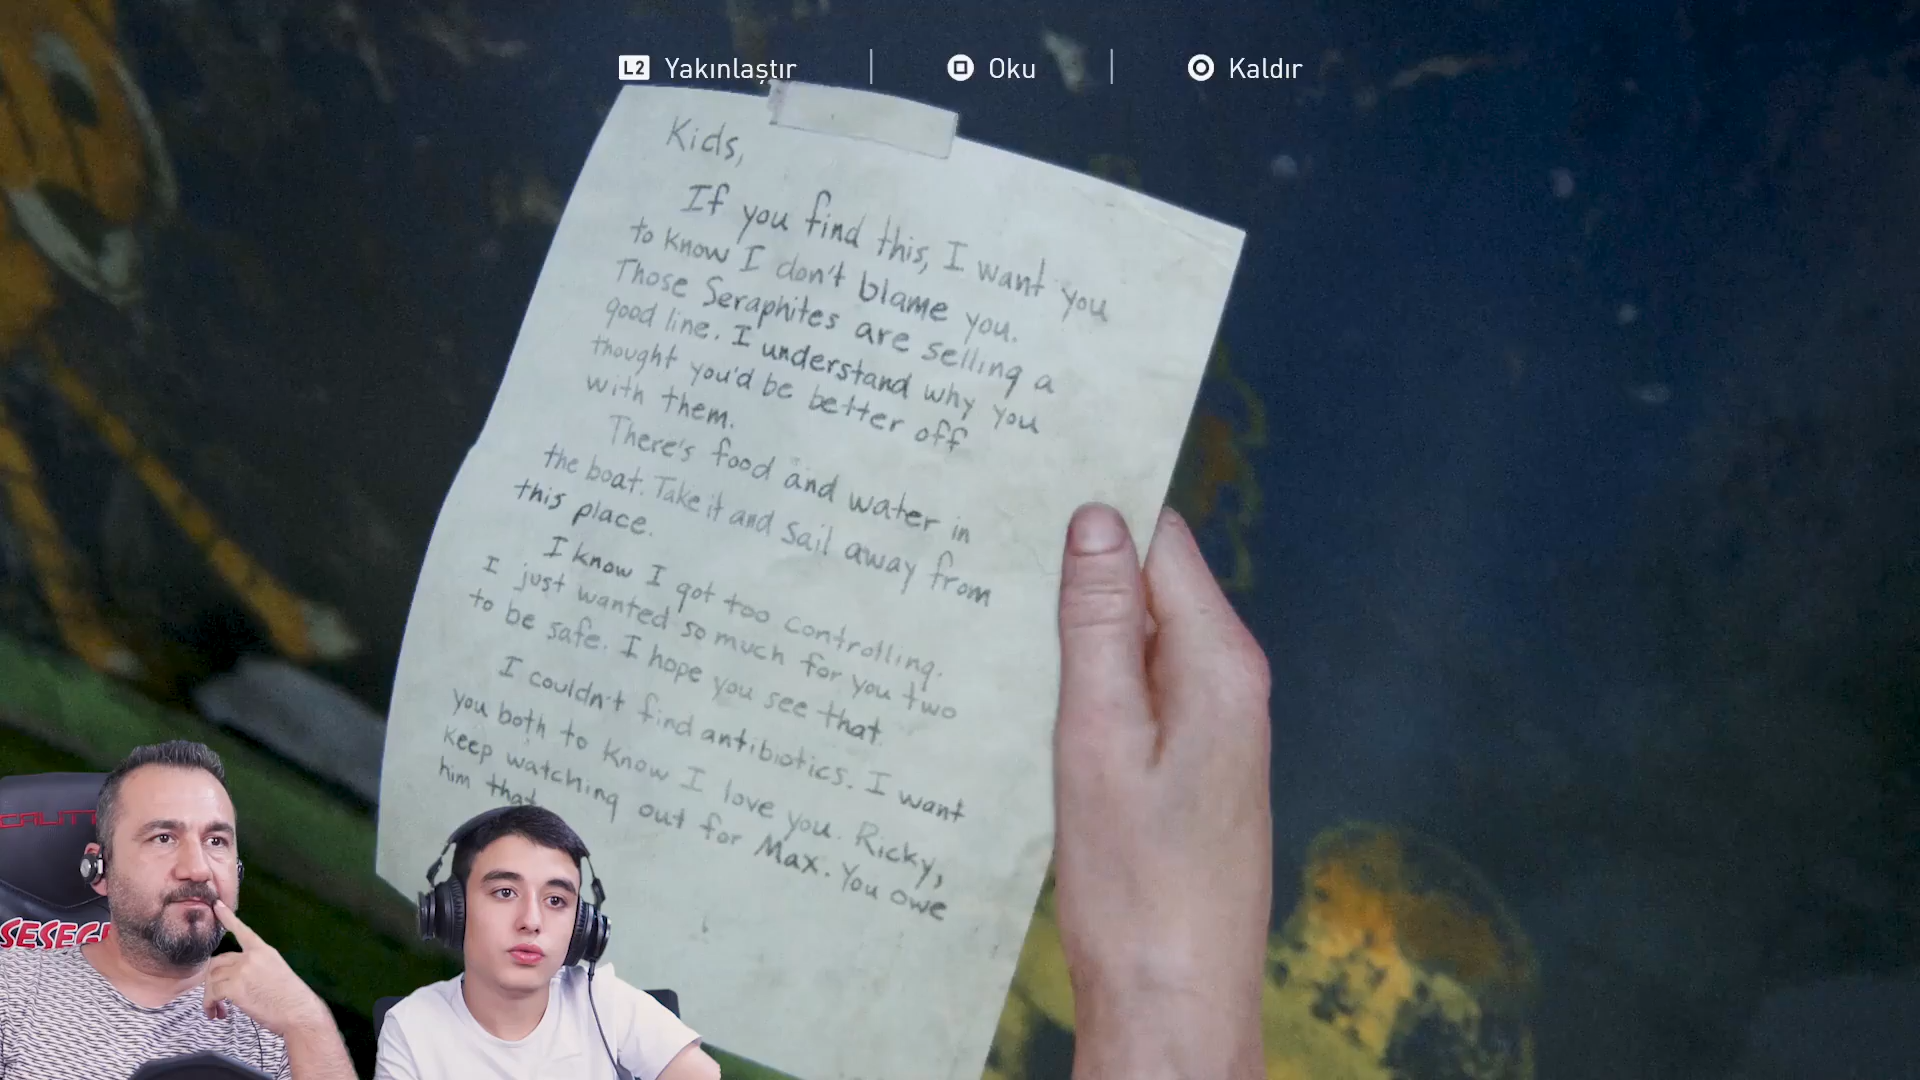 L2 Yakınlaştır | Oku | Kaldır
Kids,
If you find this, I want you
to know I don't blame you.
Those Seraphites are selling a
good line. I understand why you
thought you'd be better off
with them.
There's food and water in
the boat. Take it and sail away from
this place.
I know I got too controlling.
I just wanted so much for you two
to be safe. I hope you see that.
I couldn't find antibiotics. I want
you both to know I love you. Ricky,
keep watching out for Max. You owe
him that